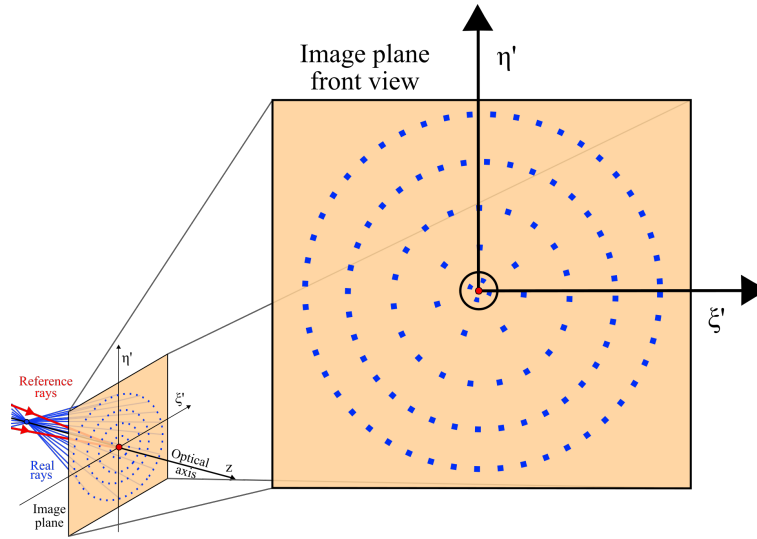 Image plane
front view
η'
ξ'
η'
ξ'
Reference
rays
Real
rays
Optical
axis
z
Image
plane